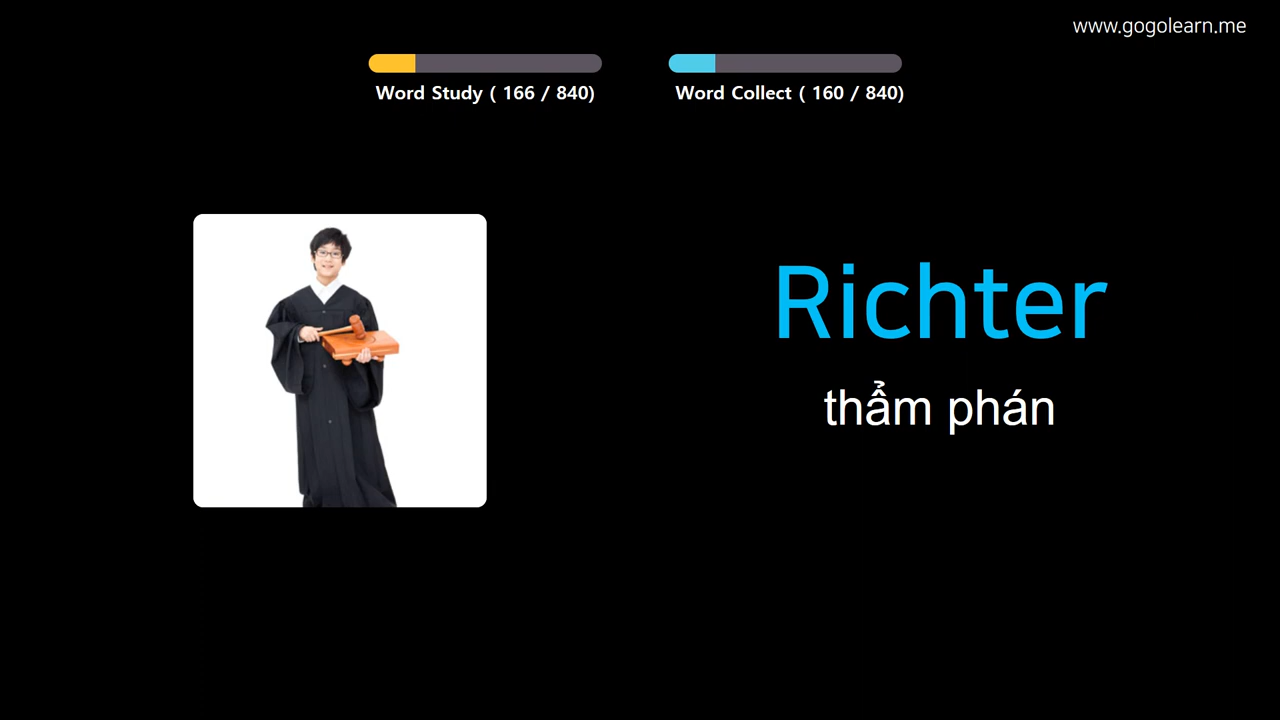 www.gogolearn.me
Word Study ( 166 / 840)
Word Collect ( 160 / 840)
Richter
thẩm phán